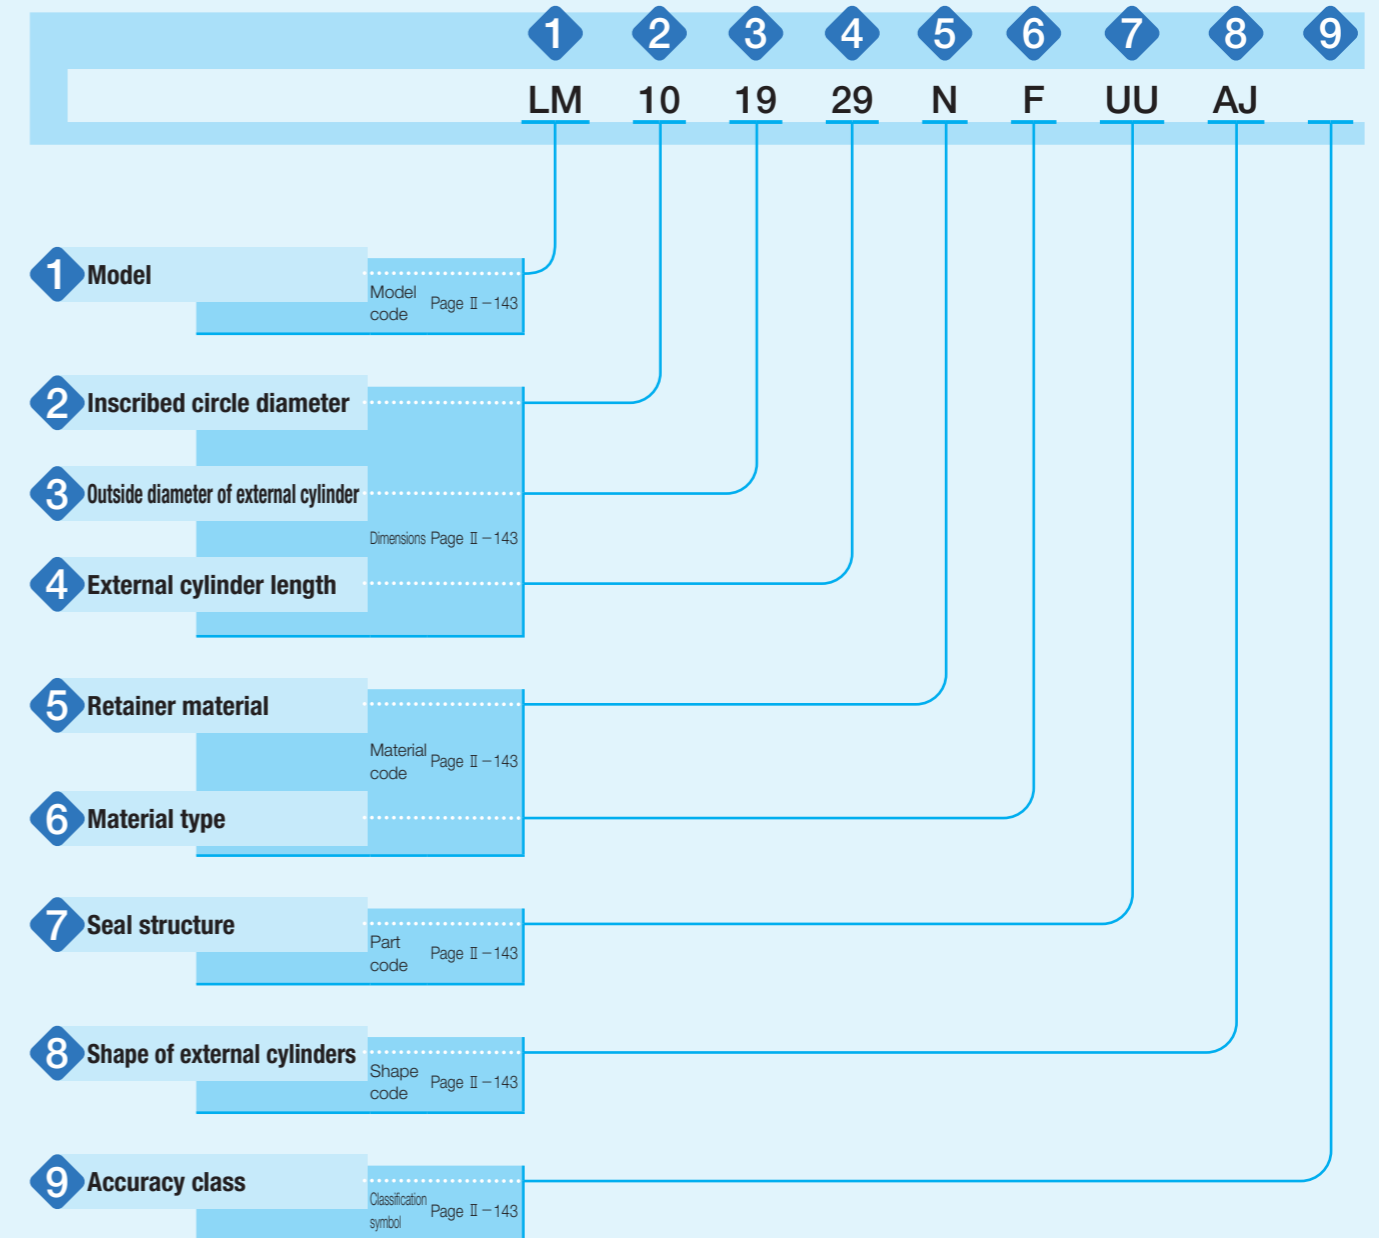 1 2 3 4 5 6 7 8 9
LM 10 19 29 N F UU AJ
1 Model
Model
code Page Ⅱ－143
2 Inscribed circle diameter
3 Outside diameter of external cylinder
Dimensions Page Ⅱ－143
4 External cylinder length
5 Retainer material
Material
code Page Ⅱ－143
6 Material type
7 Seal structure
Part
code Page Ⅱ－143
8 Shape of external cylinders
Shape
code Page Ⅱ－143
9 Accuracy class
Classification
symbol Page Ⅱ－143